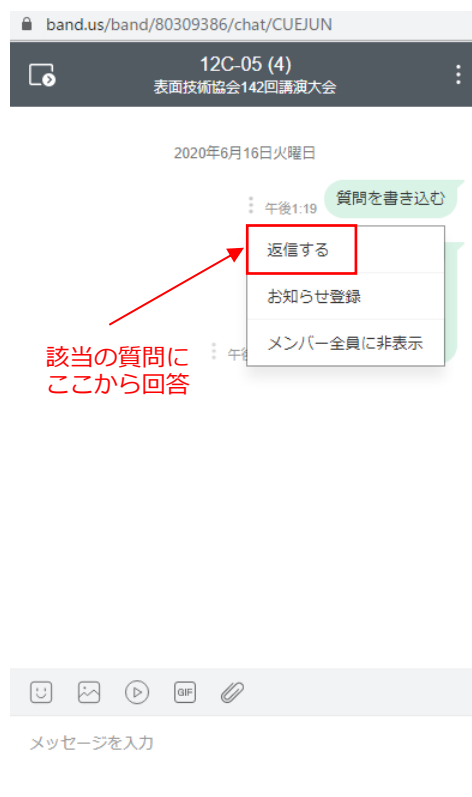 band.us/band/80309386/chat/CUEJUN
12C-05 (4)
表面技術協会142回講演大会
2020年6月16日火曜日
午後1:19
質問を書き込む
返信する
お知らせ登録
メンバー全員に非表示
午
該当の質問に
ここから回答
GIF
メッセージを入力